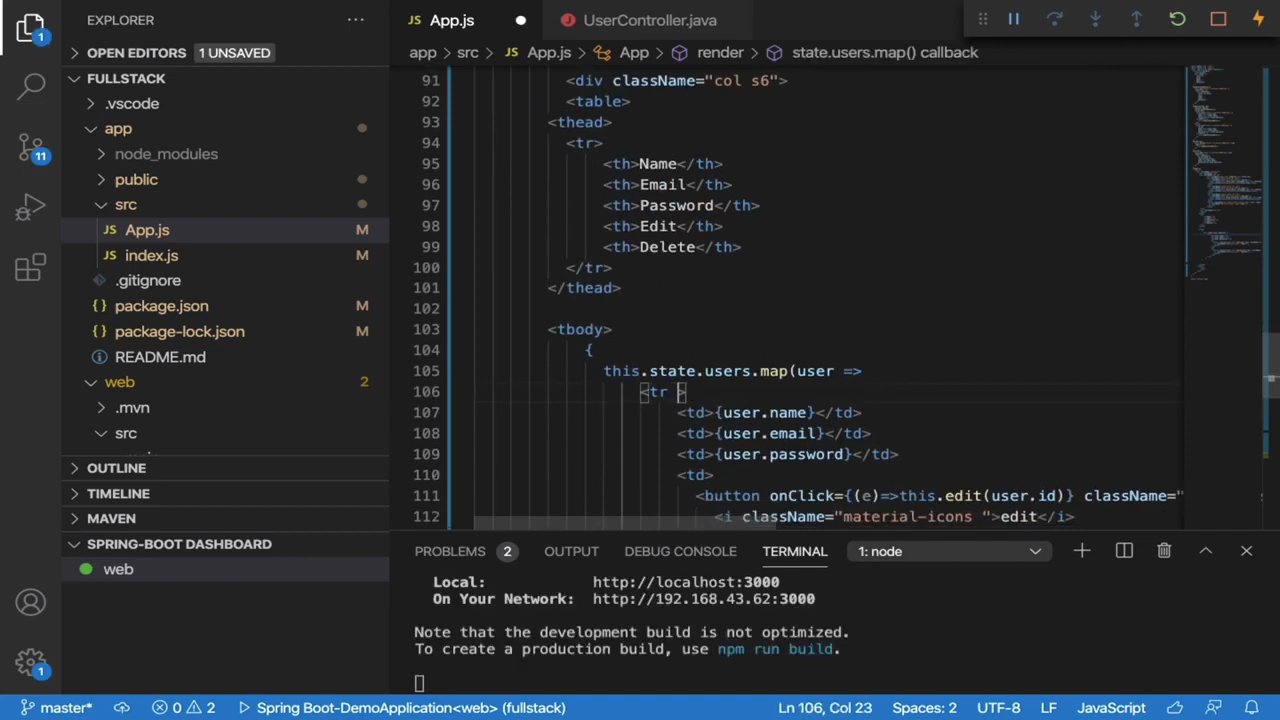 EXPLORER
OPEN EDITORS 1 UNSAVED
FULLSTACK
.vscode
app
node_modules
public
src
JS App.js M
JS index.js M
.gitignore
{} package.json M
{} package-lock.json M
README.md
web 2
.mvn
src
OUTLINE
TIMELINE
MAVEN
SPRING-BOOT DASHBOARD
web
1
11
1
JS App.js
UserController.java
app > src > JS App.js > App > render > state.users.map() callback
91 <div className="col s6">
92 <table>
93 <thead>
94 <tr>
95 <th>Name</th>
96 <th>Email</th>
97 <th>Password</th>
98 <th>Edit</th>
99 <th>Delete</th>
100 </tr>
101 </thead>
102
103 <tbody>
104 {
105 this.state.users.map(user =>
106 <tr >
107 <td>{user.name}</td>
108 <td>{user.email}</td>
109 <td>{user.password}</td>
110 <td>
111 <button onClick={(e)=>this.edit(user.id)} className="
112 <i className="material-icons ">edit</i>
PROBLEMS 2 OUTPUT DEBUG CONSOLE TERMINAL 1: node
Local: http://localhost:3000
On Your Network: http://192.168.43.62:3000
Note that the development build is not optimized.
To create a production build, use npm run build.
master* 0 2 Spring Boot-DemoApplication<web> (fullstack) Ln 106, Col 23 Spaces: 2 UTF-8 LF JavaScript